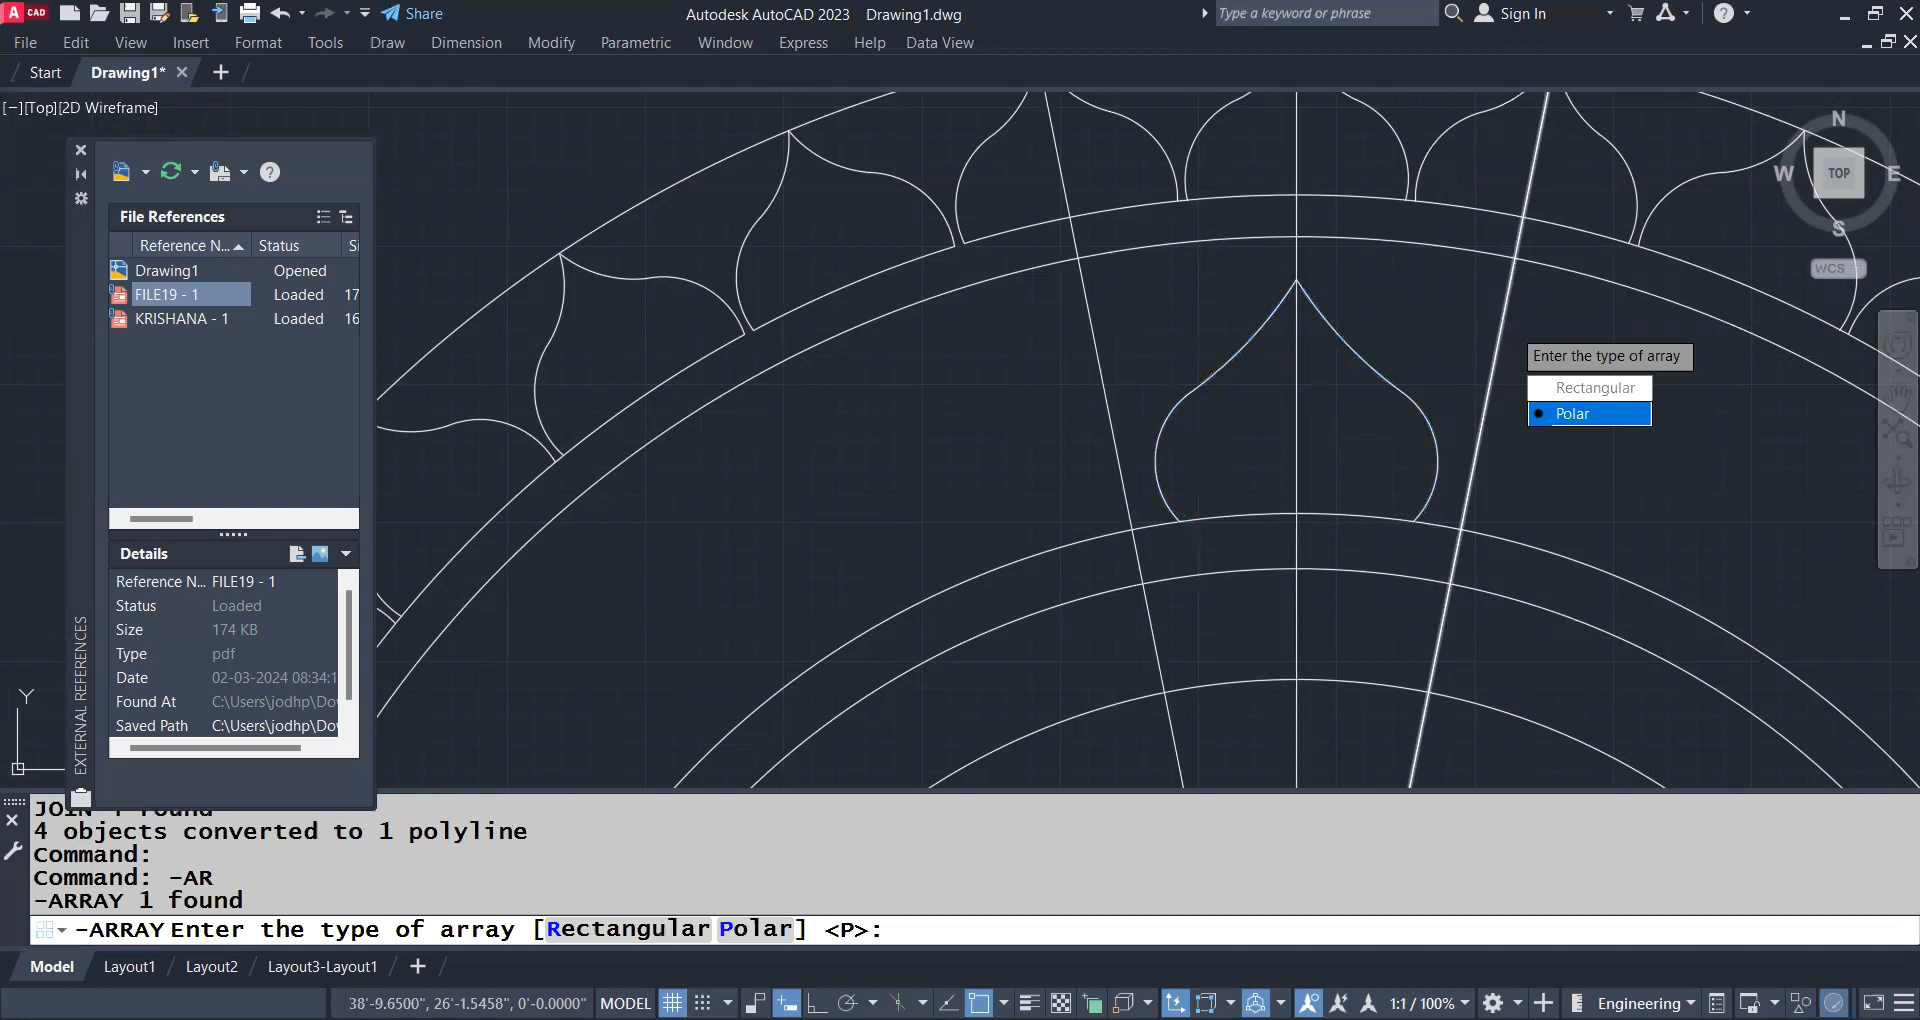 A CAD
Share
Autodesk AutoCAD 2023 Drawing1.dwg
Type a keyword or phrase
Sign In
File Edit View Insert Format Tools Draw Dimension Modify Parametric Window Express Help Data View
Start
Drawing1*
[−][Top][2D Wireframe]
N
W TOP E
S
WCS
File References
Reference N... Status Si
Drawing1 Opened
FILE19 - 1 Loaded 17
KRISHANA - 1 Loaded 16
Details
Reference N... FILE19 - 1
Status Loaded
Size 174 KB
Type pdf
Date 02-03-2024 08:34:1
Found At C:\Users\jodhp\Do
Saved Path C:\Users\jodhp\Do
EXTERNAL REFERENCES
Y
Enter the type of array
Rectangular
Polar
4 objects converted to 1 polyline
Command:
Command: -AR
-ARRAY 1 found
-ARRAY Enter the type of array [Rectangular Polar] <P>:
Model Layout1 Layout2 Layout3-Layout1
38'-9.6500", 26'-1.5458", 0'-0.0000" MODEL 1:1 / 100% Engineering